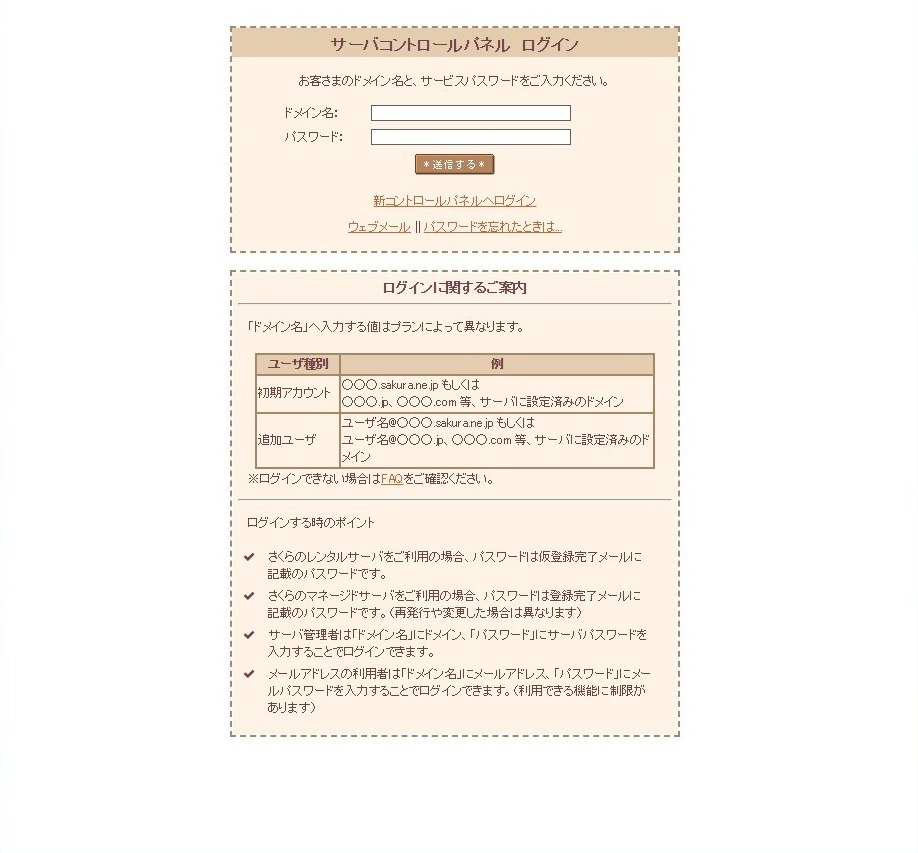 サーバコントロールパネル　ログイン
お客さまのドメイン名と、サービスパスワードをご入力ください。
ドメイン名:
パスワード:
*送信する*
新コントロールパネルへログイン
ウェブメール || パスワードを忘れたときは...
ログインに関するご案内
「ドメイン名」へ入力する値はプランによって異なります。
ユーザ種別 例
初期アカウント
〇〇〇.sakura.ne.jp もしくは
〇〇〇.jp、〇〇〇.com 等、サーバに設定済みのドメイン
追加ユーザ
ユーザ名@〇〇〇.sakura.ne.jp もしくは
ユーザ名@〇〇〇.jp、〇〇〇.com 等、サーバに設定済みのド
メイン
※ログインできない場合はFAQをご確認ください。
ログインする時のポイント
さくらのレンタルサーバをご利用の場合、パスワードは仮登録完了メールに
記載のパスワードです。
さくらのマネージドサーバをご利用の場合、パスワードは登録完了メールに
記載のパスワードです。（再発行や変更した場合は異なります）
サーバ管理者は「ドメイン名」にドメイン、「パスワード」にサーバパスワードを
入力することでログインできます。
メールアドレスの利用者は「ドメイン名」にメールアドレス、「パスワード」にメー
ルパスワードを入力することでログインできます。（利用できる機能に制限が
あります）